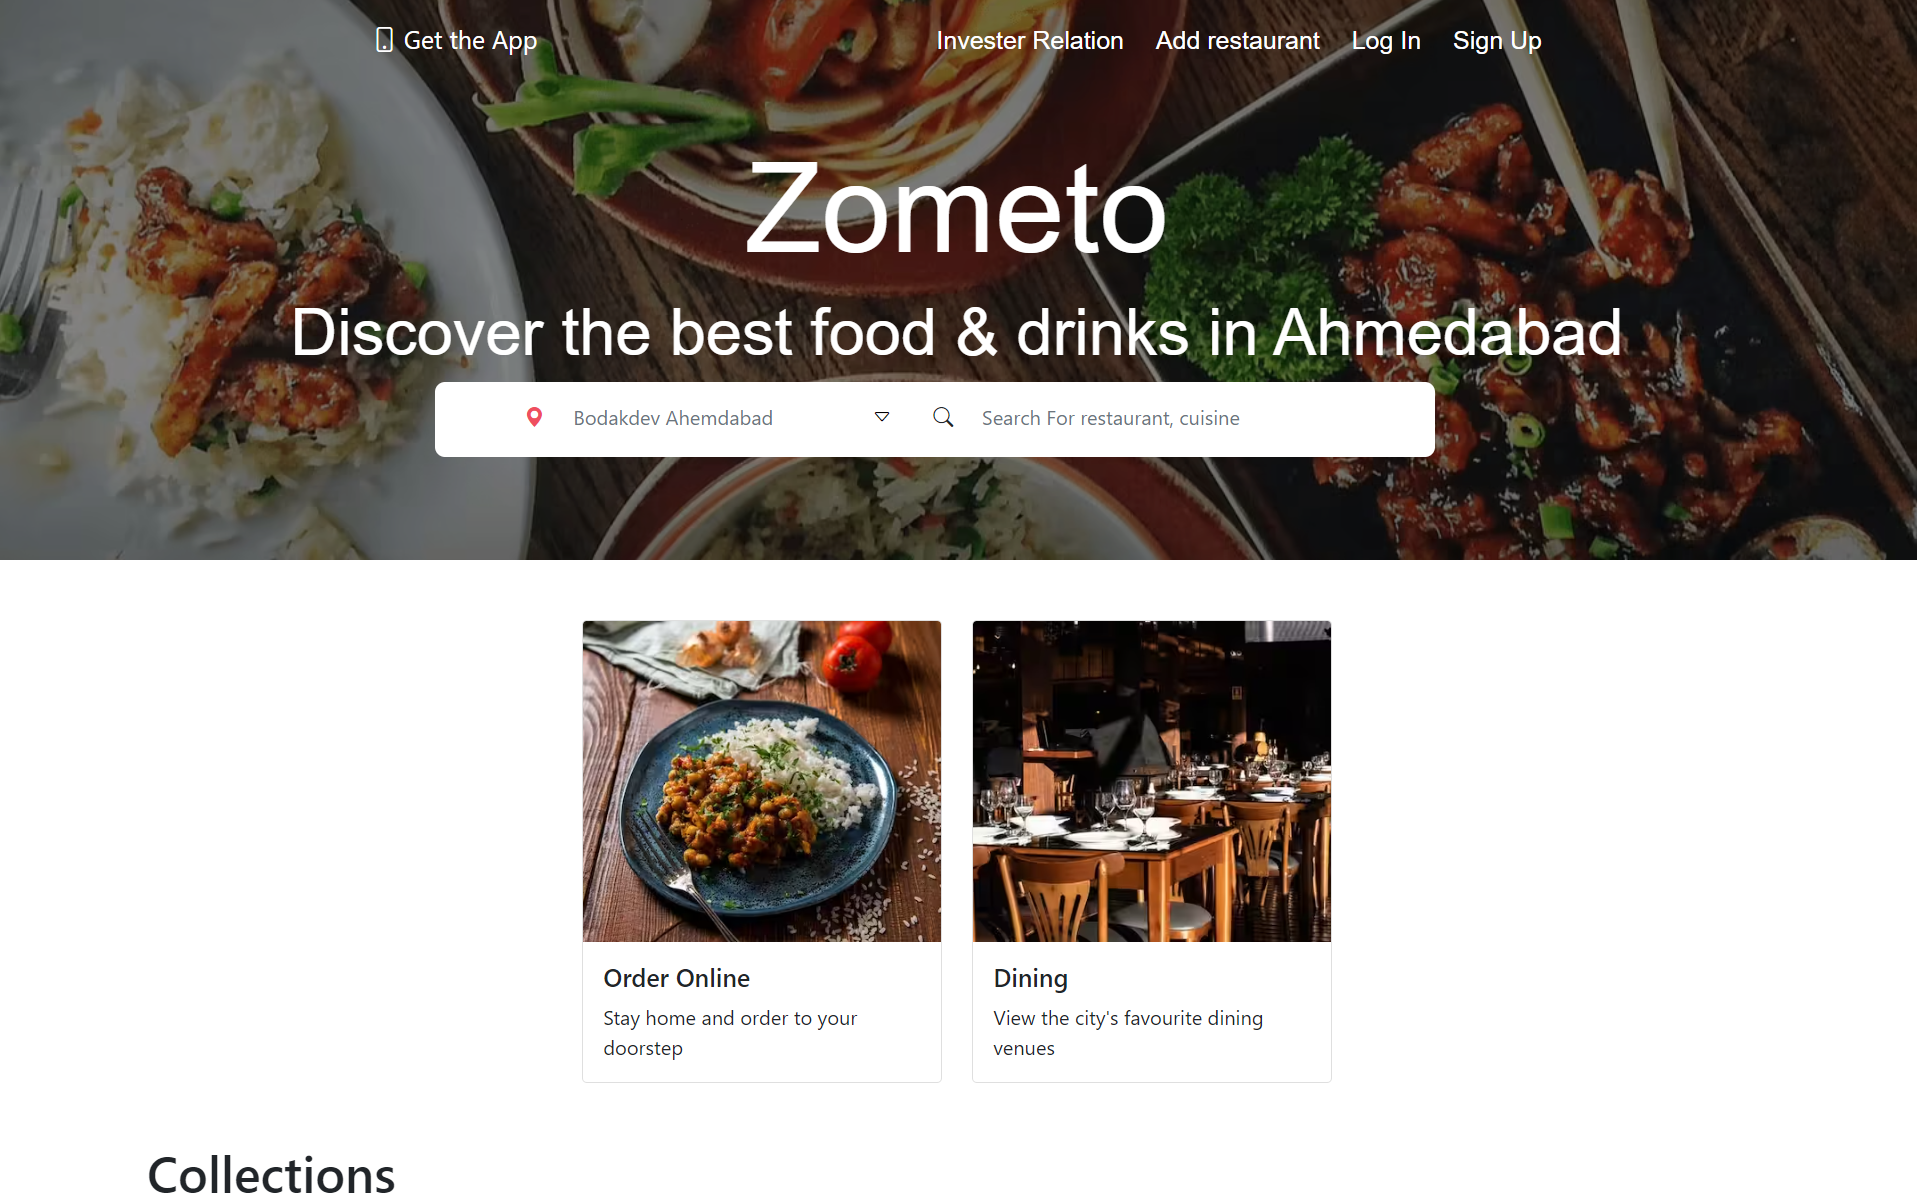 Get the App
Invester Relation
Add restaurant
Log In
Sign Up
Zometo
Discover the best food & drinks in Ahmedabad
Bodakdev Ahemdabad
Search For restaurant, cuisine
Order Online
Stay home and order to your
doorstep
Dining
View the city's favourite dining
venues
Collections